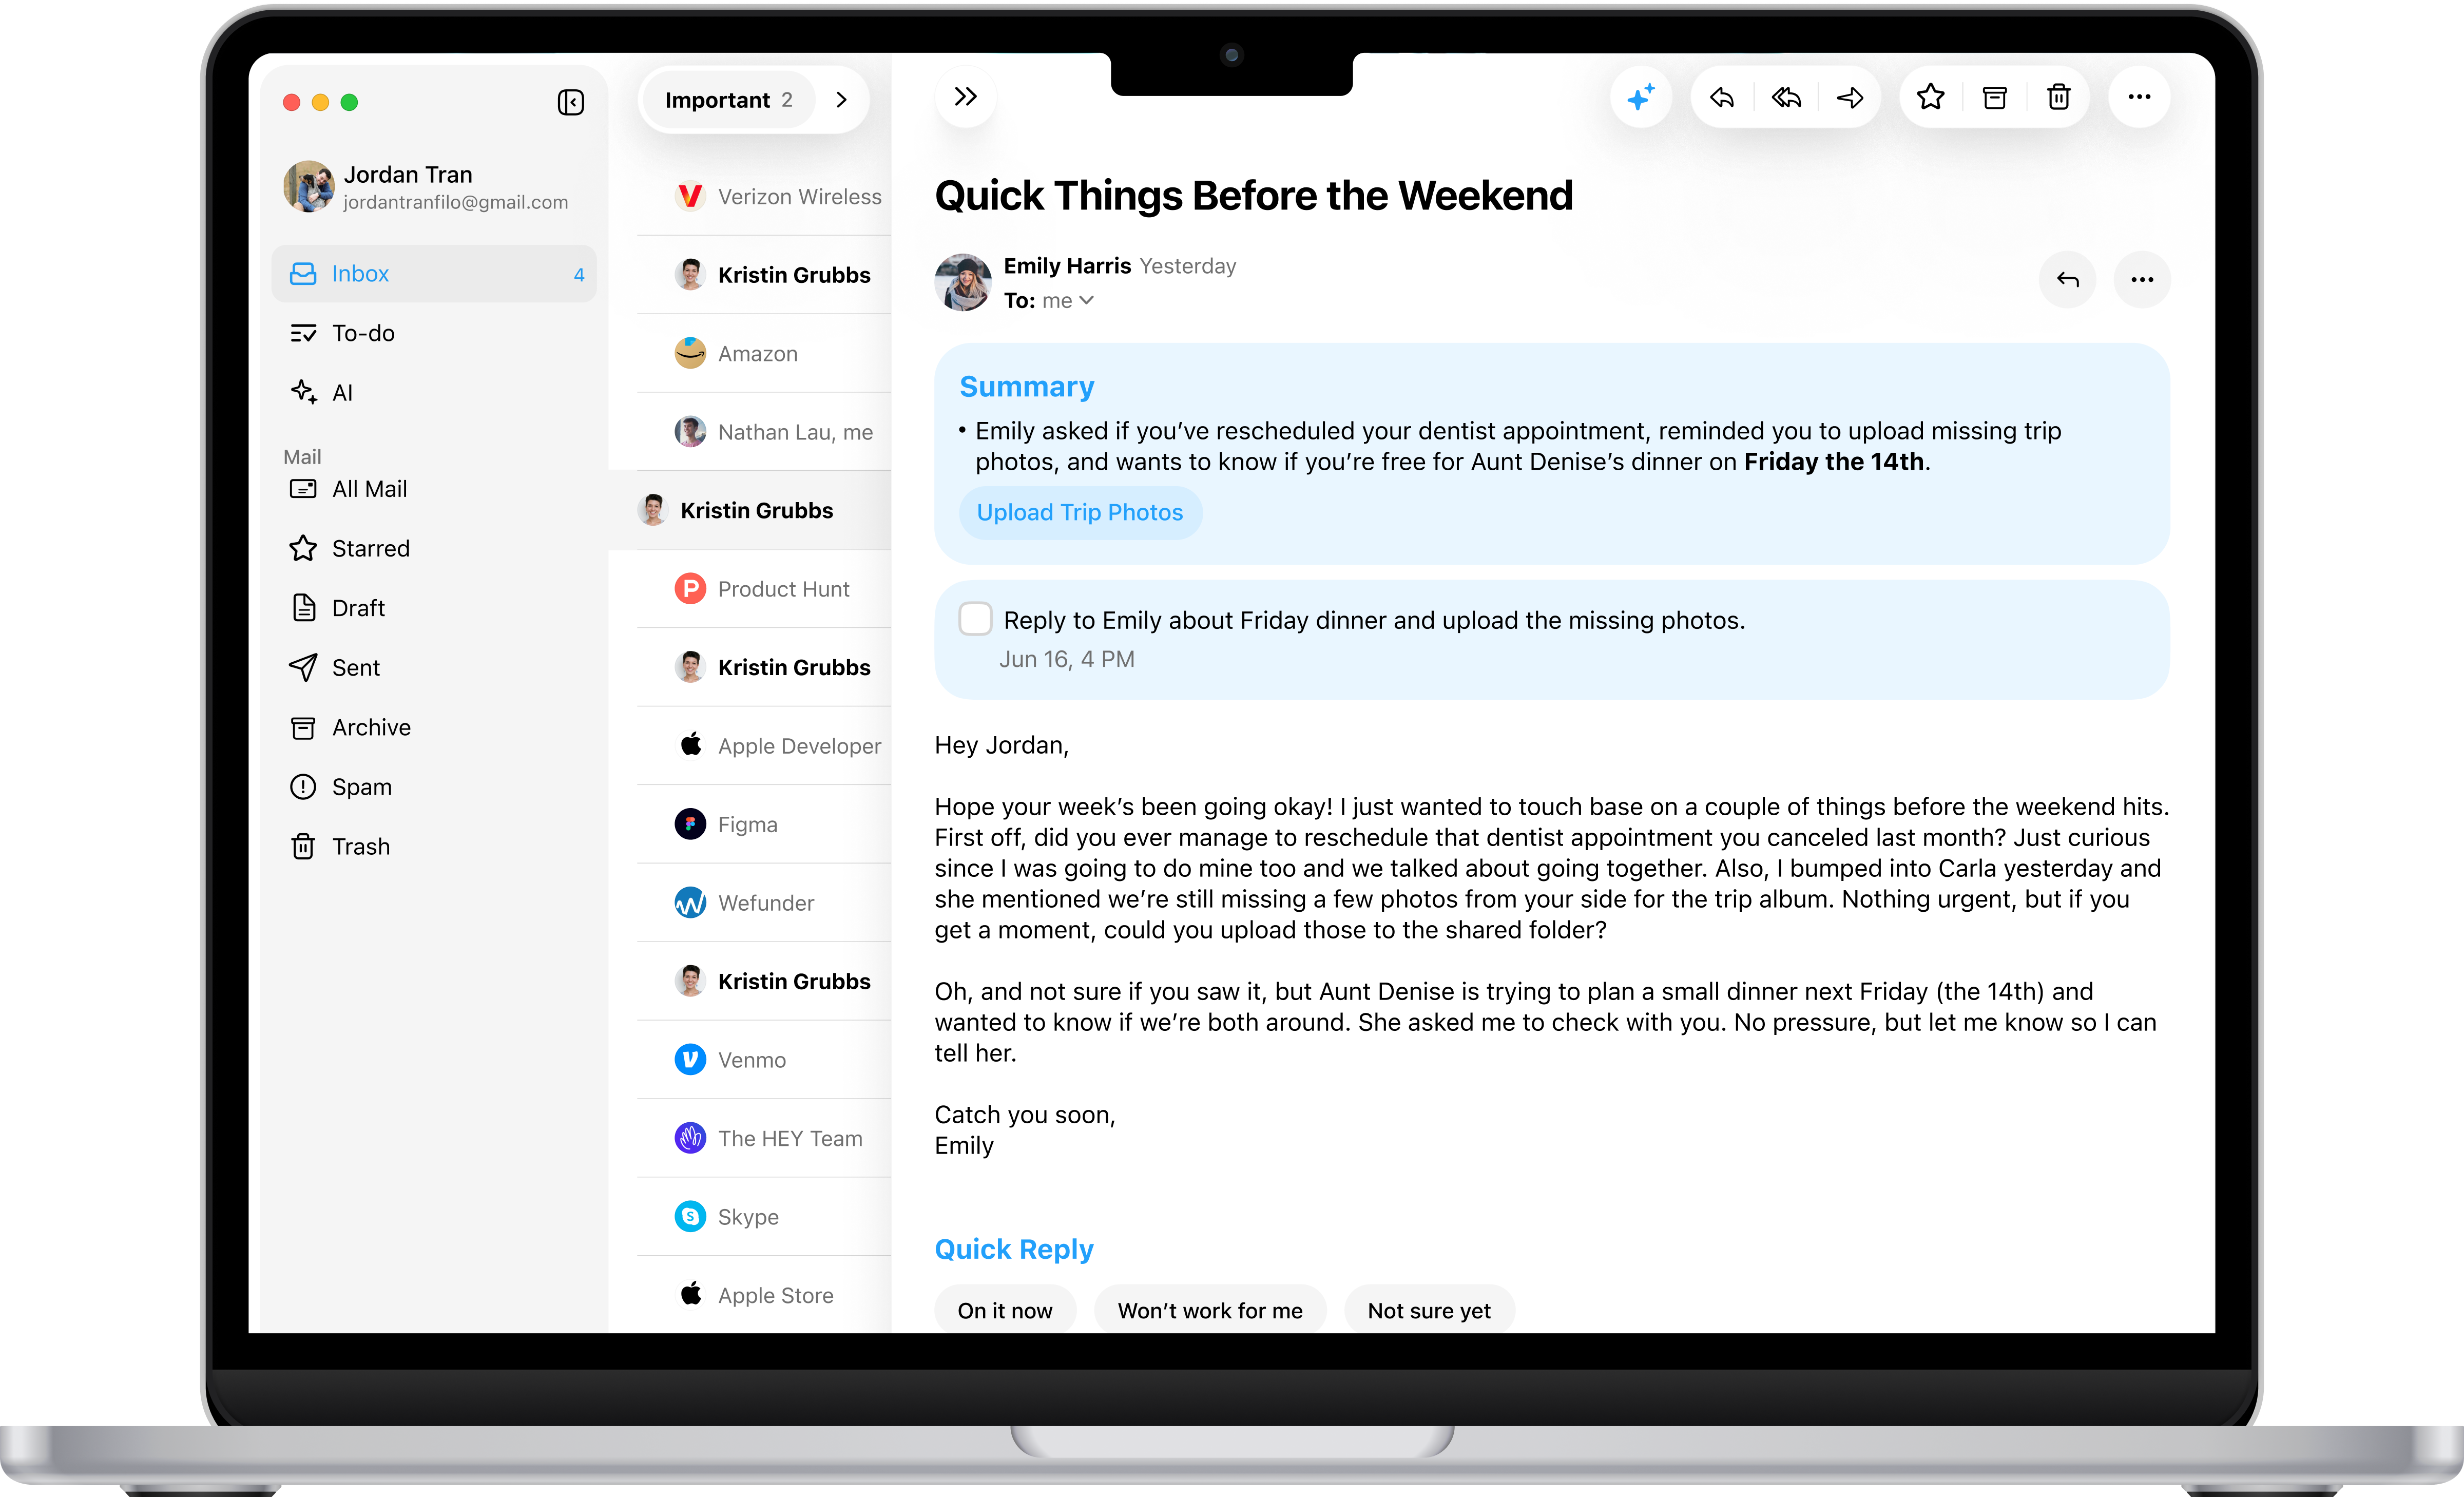 Jordan Tran
jordantranfilo@gmail.com
Inbox 4
To-do
AI
Mail
All Mail
Starred
Draft
Sent
Archive
Spam
Trash
Important 2
Verizon Wireless
Kristin Grubbs
Amazon
Nathan Lau, me
Kristin Grubbs
Product Hunt
Kristin Grubbs
Apple Developer
Figma
Wefunder
Kristin Grubbs
Venmo
The HEY Team
Skype
Apple Store
Quick Things Before the Weekend
Emily Harris Yesterday
To: me
Summary
• Emily asked if you’ve rescheduled your dentist appointment, reminded you to upload missing trip
photos, and wants to know if you’re free for Aunt Denise’s dinner on Friday the 14th.
Upload Trip Photos
Reply to Emily about Friday dinner and upload the missing photos.
Jun 16, 4 PM
Hey Jordan,
Hope your week’s been going okay! I just wanted to touch base on a couple of things before the weekend hits.
First off, did you ever manage to reschedule that dentist appointment you canceled last month? Just curious
since I was going to do mine too and we talked about going together. Also, I bumped into Carla yesterday and
she mentioned we’re still missing a few photos from your side for the trip album. Nothing urgent, but if you
get a moment, could you upload those to the shared folder?
Oh, and not sure if you saw it, but Aunt Denise is trying to plan a small dinner next Friday (the 14th) and
wanted to know if we’re both around. She asked me to check with you. No pressure, but let me know so I can
tell her.
Catch you soon,
Emily
Quick Reply
On it now
Won’t work for me
Not sure yet